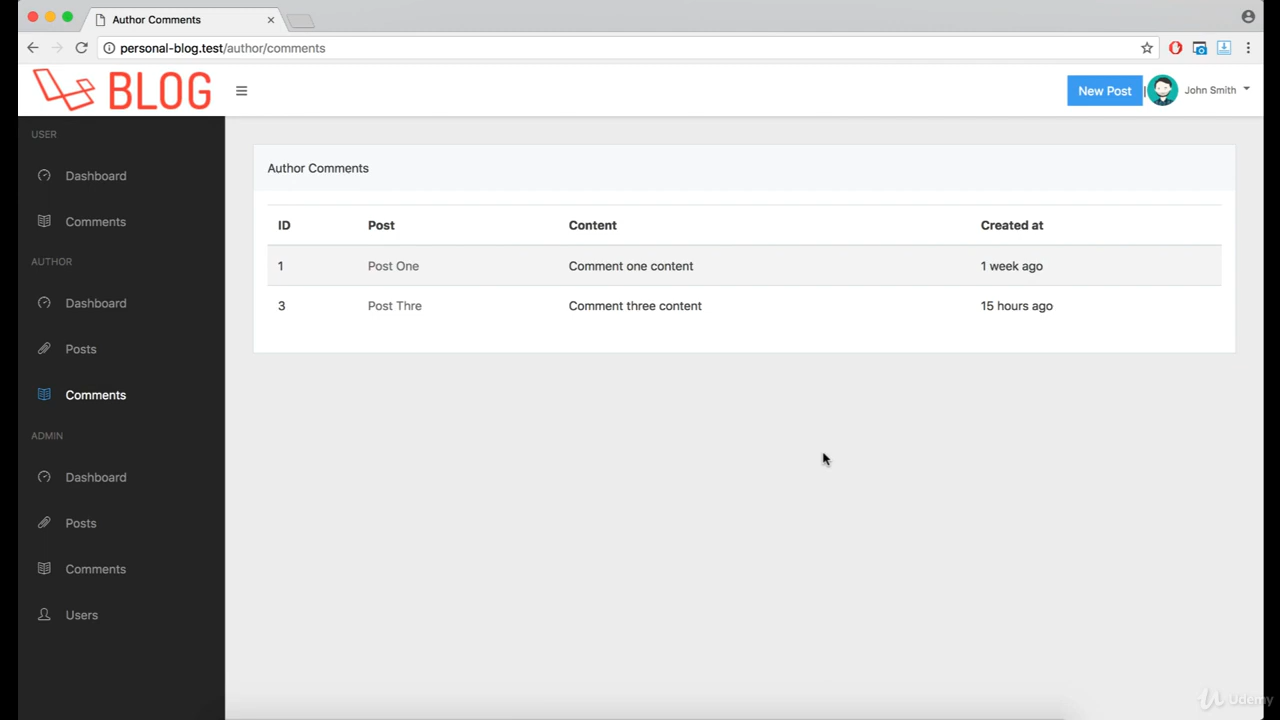 Author Comments
personal-blog.test/author/comments
BLOG
New Post
John Smith
USER
Dashboard
Comments
AUTHOR
Dashboard
Posts
Comments
ADMIN
Dashboard
Posts
Comments
Users
Author Comments
ID Post Content Created at
1 Post One Comment one content 1 week ago
3 Post Thre Comment three content 15 hours ago
Udemy